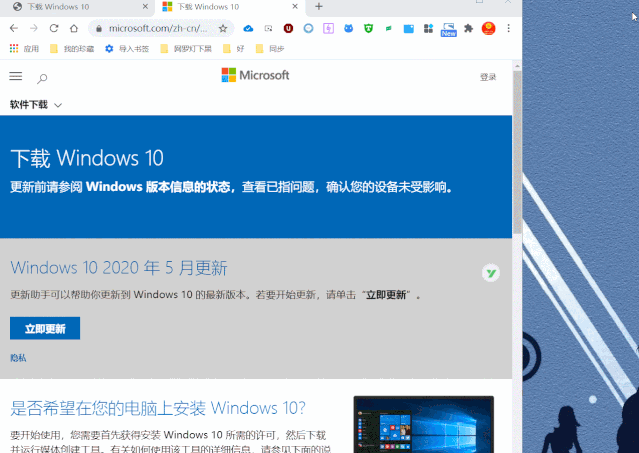 下载 Windows 10
下载 Windows 10
microsoft.com/zh-cn/...
New
应用
我的珍藏
导入书签
网罗灯下黑
好
同步
Microsoft
登录
软件下载
下载 Windows 10
更新前请参阅 Windows 版本信息的状态，查看已指问题，确认您的设备未受影响。
Windows 10 2020 年 5 月更新
更新助手可以帮助你更新到 Windows 10 的最新版本。若要开始更新，请单击“立即更新”。
立即更新
隐私
是否希望在您的电脑上安装 Windows 10?
要开始使用，您需要首先获得安装 Windows 10 所需的许可，然后下载
并运行媒体创建工具。有关如何使用该工具的详细信息，请参见下面的说